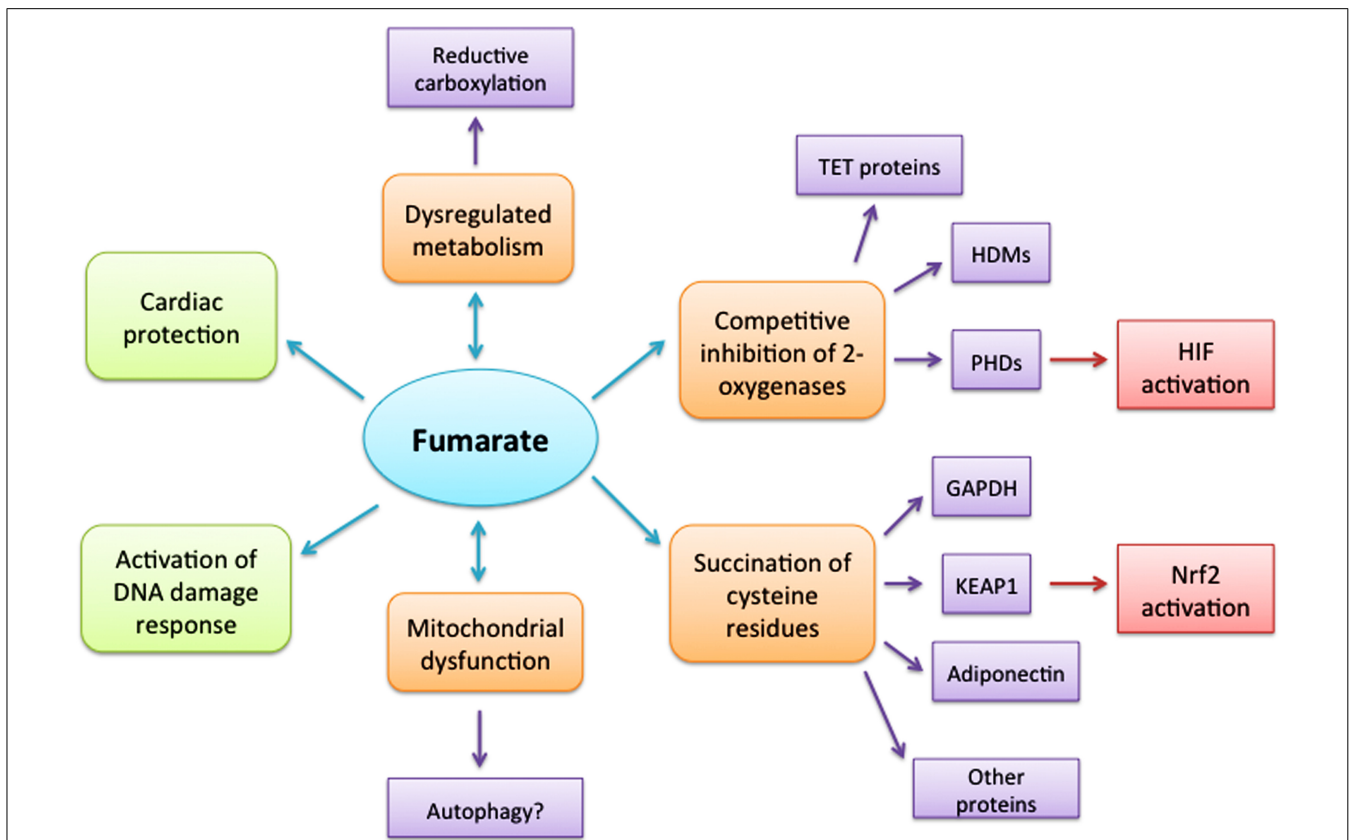 Reductive
carboxylation
TET proteins
Dysregulated
metabolism
HDMs
Cardiac
protection
Competitive
inhibition of 2-
oxygenases
PHDs
HIF
activation
Fumarate
GAPDH
Activation of
DNA damage
response
Succination of
cysteine
residues
KEAP1
Nrf2
activation
Mitochondrial
dysfunction
Adiponectin
Other
proteins
Autophagy?